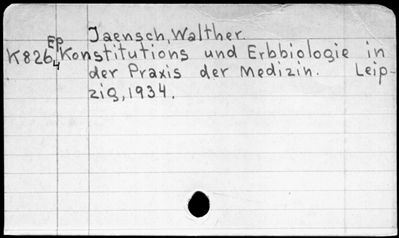 Jaensch, Walther.
Ep
K826,4 Konstitutions und Erbbiologie in
der Praxis der Medizin. Leip-
zig, 1934.